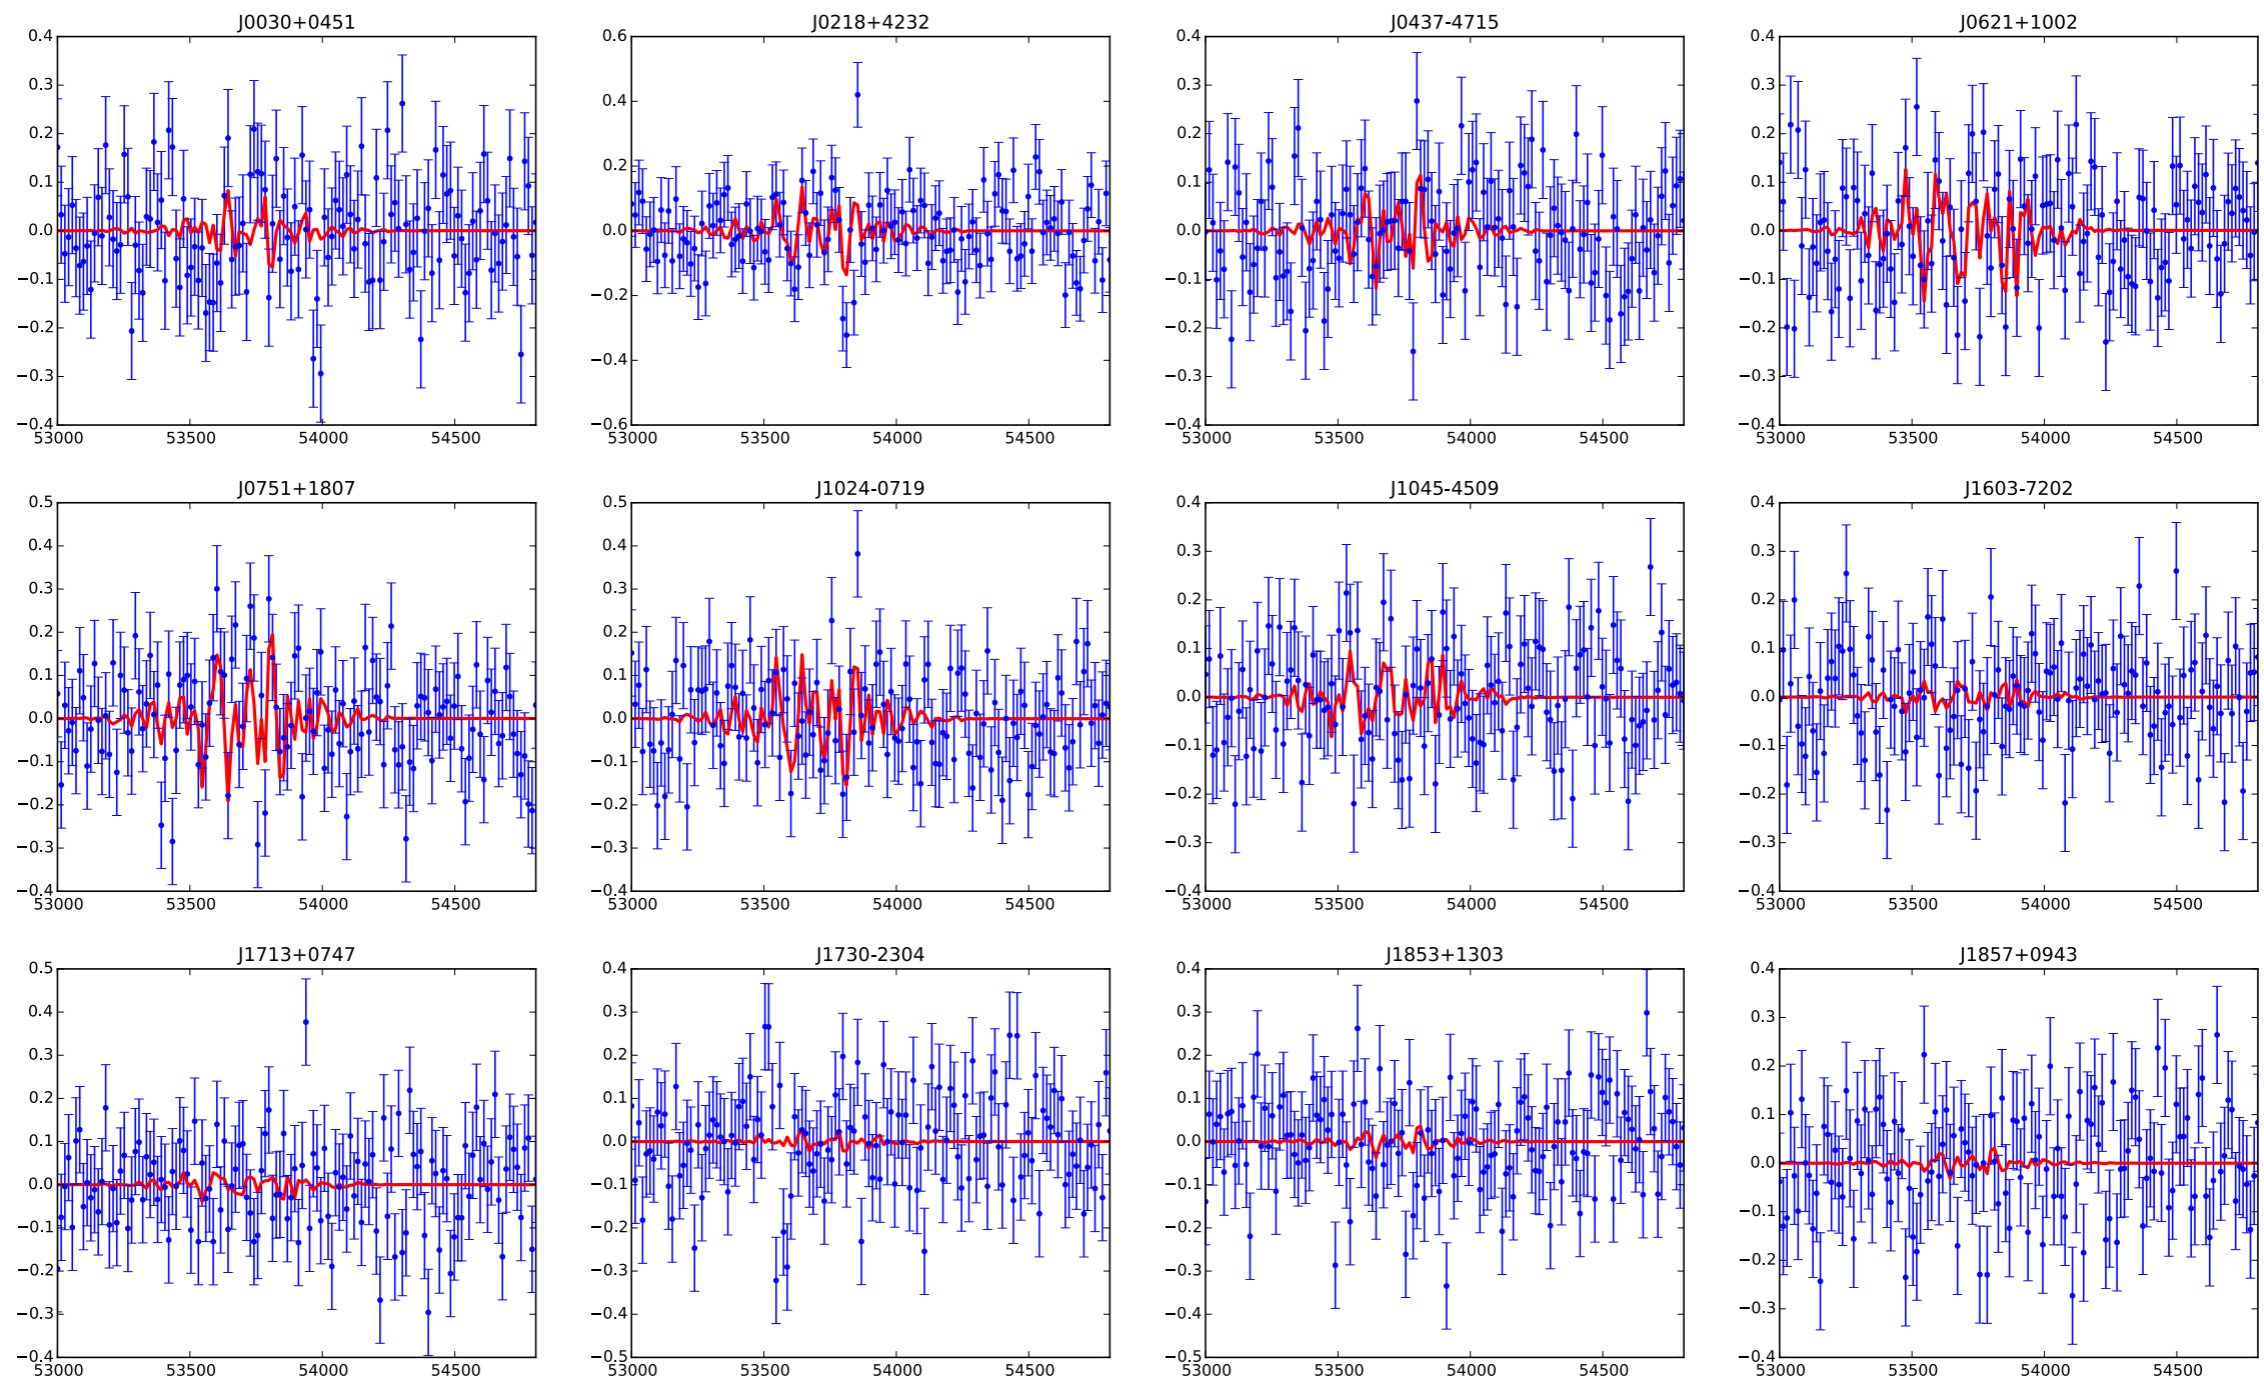 J0030+0451 J0218+4232 J0437-4715 J0621+1002
0.4 0.6 0.4 0.4
0.3 0.4 0.3 0.3
0.2 0.2 0.2
0.1 0.2 0.1 0.1
0.0 0.0 0.0 0.0
−0.1 −0.2 −0.1 −0.1
−0.2 −0.2 −0.2
−0.3 −0.4 −0.3 −0.3
−0.4 −0.6 −0.4 −0.4
53000 53500 54000 54500 53000 53500 54000 54500 53000 53500 54000 54500 53000 53500 54000 54500
J0751+1807 J1024-0719 J1045-4509 J1603-7202
0.5 0.5 0.4 0.4
0.4 0.4 0.3 0.3
0.3 0.3 0.2 0.2
0.2 0.2 0.1 0.1
0.1 0.1 0.0 0.0
0.0 0.0 −0.1 −0.1
−0.1 −0.1 −0.2 −0.2
−0.2 −0.2 −0.3 −0.3
−0.3 −0.3 −0.4 −0.4
−0.4 −0.4
53000 53500 54000 54500 53000 53500 54000 54500 53000 53500 54000 54500 53000 53500 54000 54500
J1713+0747 J1730-2304 J1853+1303 J1857+0943
0.5 0.4 0.4 0.4
0.4 0.3 0.3 0.3
0.3 0.2 0.2 0.2
0.2 0.1 0.1 0.1
0.1 0.0 0.0 0.0
0.0 −0.1 −0.1 −0.1
−0.1 −0.2 −0.2 −0.2
−0.2 −0.3 −0.3 −0.3
−0.3 −0.4 −0.4 −0.4
−0.4 −0.5 −0.5
53000 53500 54000 54500 53000 53500 54000 54500 53000 53500 54000 54500 53000 53500 54000 54500